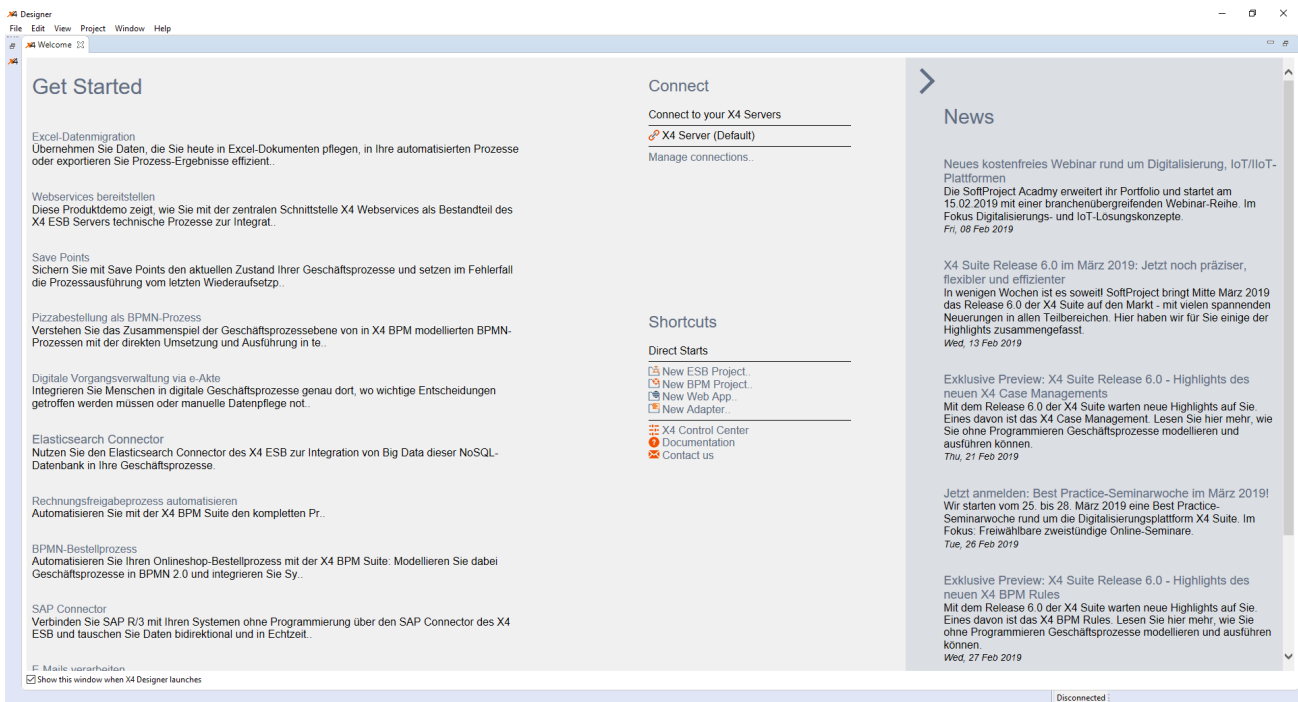 X4 Designer
File Edit View Project Window Help
X4 Welcome
Get Started
Excel-Datenmigration
Übernehmen Sie Daten, die Sie heute in Excel-Dokumenten pflegen, in Ihre automatisierten Prozesse
oder exportieren Sie Prozess-Ergebnisse effizient..
Webservices bereitstellen
Diese Produktdemo zeigt, wie Sie mit der zentralen Schnittstelle X4 Webservices als Bestandteil des
X4 ESB Servers technische Prozesse zur Integrat..
Save Points
Sichern Sie mit Save Points den aktuellen Zustand Ihrer Geschäftsprozesse und setzen im Fehlerfall
die Prozessausführung vom letzten Wiederaufsetzp..
Pizzabestellung als BPMN-Prozess
Verstehen Sie das Zusammenspiel der Geschäftsprozessebene von in X4 BPM modellierten BPMN-
Prozessen mit der direkten Umsetzung und Ausführung in te..
Digitale Vorgangsverwaltung via e-Akte
Integrieren Sie Menschen in digitale Geschäftsprozesse genau dort, wo wichtige Entscheidungen
getroffen werden müssen oder manuelle Datenpflege not..
Elasticsearch Connector
Nutzen Sie den Elasticsearch Connector des X4 ESB zur Integration von Big Data dieser NoSQL-
Datenbank in Ihre Geschäftsprozesse.
Rechnungsfreigabeprozess automatisieren
Automatisieren Sie mit der X4 BPM Suite den kompletten Pr..
BPMN-Bestellprozess
Automatisieren Sie Ihren Onlineshop-Bestellprozess mit der X4 BPM Suite: Modellieren Sie dabei
Geschäftsprozesse in BPMN 2.0 und integrieren Sie Sy..
SAP Connector
Verbinden Sie SAP R/3 mit Ihren Systemen ohne Programmierung über den SAP Connector des X4
ESB und tauschen Sie Daten bidirektional und in Echtzeit..
E-Mails verarbeiten
Connect
Connect to your X4 Servers
X4 Server (Default)
Manage connections..
Shortcuts
Direct Starts
New ESB Project..
New BPM Project..
New Web App..
New Adapter..
X4 Control Center
Documentation
Contact us
News
Neues kostenfreies Webinar rund um Digitalisierung, IoT/IIoT-
Plattformen
Die SoftProject Acadmy erweitert ihr Portfolio und startet am
15.02.2019 mit einer branchenübergreifenden Webinar-Reihe. Im
Fokus Digitalisierungs- und IoT-Lösungskonzepte.
Fri, 08 Feb 2019
X4 Suite Release 6.0 im März 2019: Jetzt noch präziser,
flexibler und effizienter
In wenigen Wochen ist es soweit! SoftProject bringt Mitte März 2019
das Release 6.0 der X4 Suite auf den Markt - mit vielen spannenden
Neuerungen in allen Teilbereichen. Hier haben wir für Sie einige der
Highlights zusammengefasst.
Wed, 13 Feb 2019
Exklusive Preview: X4 Suite Release 6.0 - Highlights des
neuen X4 Case Managements
Mit dem Release 6.0 der X4 Suite warten neue Highlights auf Sie.
Eines davon ist das X4 Case Management. Lesen Sie hier mehr, wie
Sie ohne Programmieren Geschäftsprozesse modellieren und
ausführen können.
Thu, 21 Feb 2019
Jetzt anmelden: Best Practice-Seminarwoche im März 2019!
Wir starten vom 25. bis 28. März 2019 eine Best Practice-
Seminarwoche rund um die Digitalisierungsplattform X4 Suite. Im
Fokus: Freiwählbare zweistündige Online-Seminare.
Tue, 26 Feb 2019
Exklusive Preview: X4 Suite Release 6.0 - Highlights des
neuen X4 BPM Rules
Mit dem Release 6.0 der X4 Suite warten neue Highlights auf Sie.
Eines davon ist das X4 BPM Rules. Lesen Sie hier mehr, wie Sie
ohne Programmieren Geschäftsprozesse modellieren und ausführen
können.
Wed, 27 Feb 2019
Show this window when X4 Designer launches
Disconnected